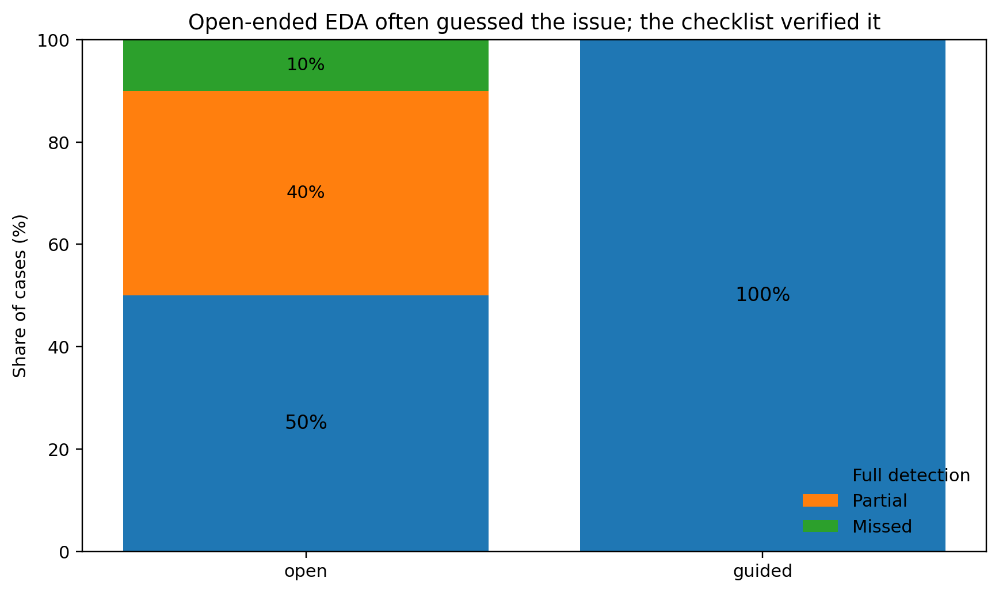 Open-ended EDA often guessed the issue; the checklist verified it
100
80
60
40
20
0
Share of cases (%)
10%
40%
50%
100%
Full detection
Partial
Missed
open
guided